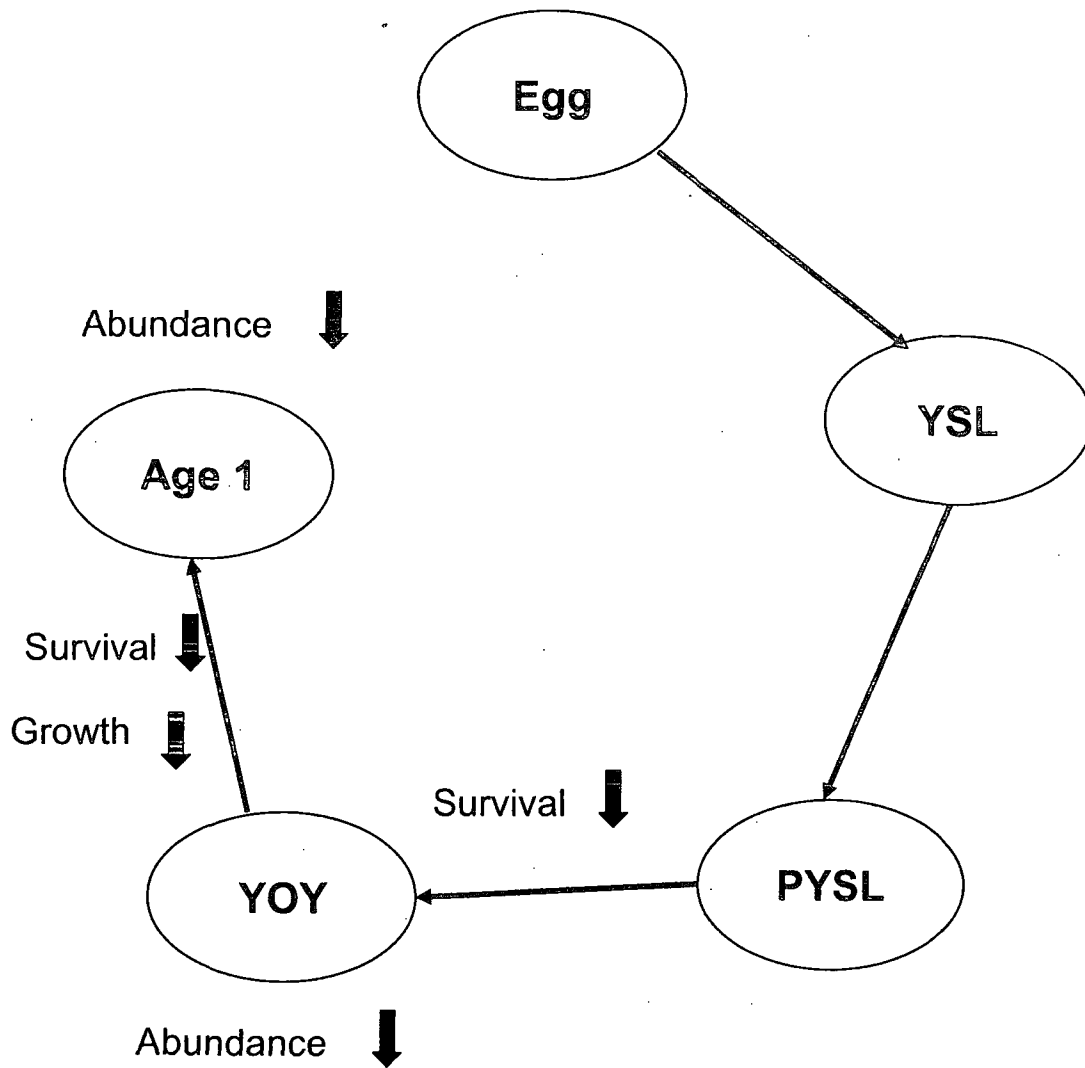 Egg
Abundance
YSL
Age 1
Survival
Growth
Survival
YOY
PYSL
Abundance